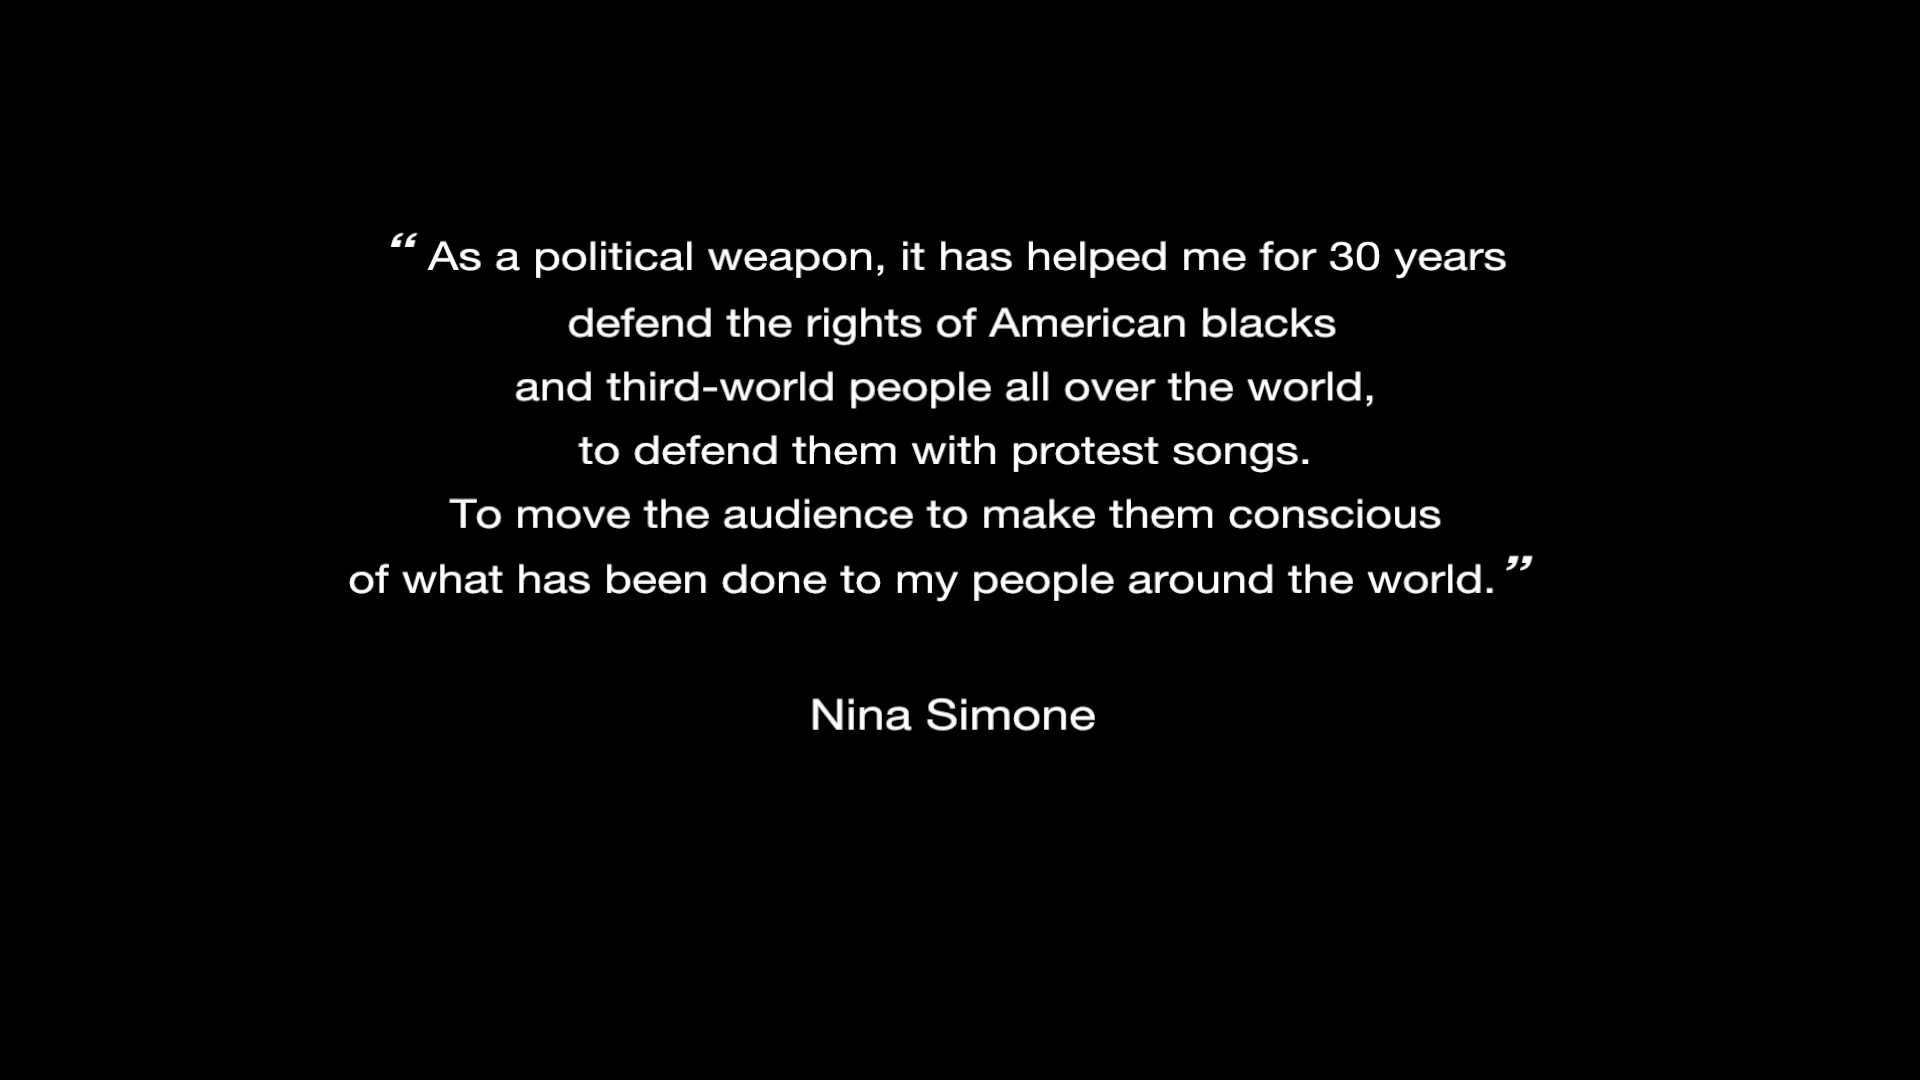 “ As a political weapon, it has helped me for 30 years
defend the rights of American blacks
and third-world people all over the world,
to defend them with protest songs.
To move the audience to make them conscious
of what has been done to my people around the world. ”
Nina Simone